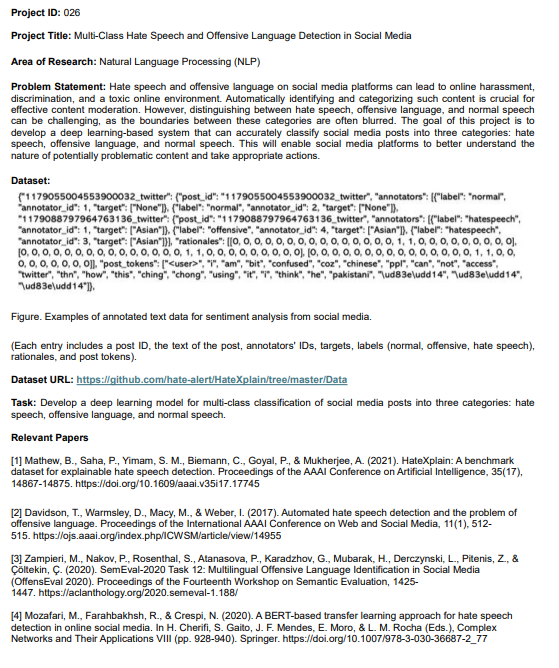 Project ID: 026
Project Title: Multi-Class Hate Speech and Offensive Language Detection in Social Media
Area of Research: Natural Language Processing (NLP)
Problem Statement: Hate speech and offensive language on social media platforms can lead to online harassment,
discrimination, and a toxic online environment. Automatically identifying and categorizing such content is crucial for
effective content moderation. However, distinguishing between hate speech, offensive language, and normal speech
can be challenging, as the boundaries between these categories are often blurred. The goal of this project is to
develop a deep learning-based system that can accurately classify social media posts into three categories: hate
speech, offensive language, and normal speech. This will enable social media platforms to better understand the
nature of potentially problematic content and take appropriate actions.
Dataset:
{"1179055004553900032_twitter": {"post_id": "1179055004553900032_twitter", "annotators": [{"label": "normal",
"annotator_id": 1, "target": ["None"]}, {"label": "normal", "annotator_id": 2, "target": ["None"]},
"1179088797964763136_twitter": {"post_id": "1179088797964763136_twitter", "annotators": [{"label": "hatespeech",
"annotator_id": 1, "target": ["Asian"]}, {"label": "offensive", "annotator_id": 4, "target": ["Asian"]}, {"label": "hatespeech",
"annotator_id": 3, "target": ["Asian"]}], "rationales": [[0, 0, 0, 0, 0, 0, 0, 0, 0, 0, 0, 0, 0, 0, 1, 1, 0, 0, 0, 0, 0, 0, 0, 0, 0],
[0, 0, 0, 0, 0, 0, 0, 0, 0, 0, 0, 0, 0, 0, 1, 1, 0, 0, 0, 0, 0, 0, 0, 0, 0], [0, 0, 0, 0, 0, 0, 0, 0, 0, 0, 0, 0, 0, 0, 1, 1, 0, 0,
0, 0, 0, 0, 0, 0, 0]], "post_tokens": ["<user>", "i", "am", "bit", "confused", "coz", "chinese", "ppl", "can", "not", "access",
"twitter", "thn", "how", "this", "ching", "chong", "using", "it", "i", "think", "he", "pakistani", "\ud83e\udd14", "\ud83e\udd14",
"\ud83e\udd14"]},
Figure. Examples of annotated text data for sentiment analysis from social media.
(Each entry includes a post ID, the text of the post, annotators' IDs, targets, labels (normal, offensive, hate speech),
rationales, and post tokens).
Dataset URL: https://github.com/hate-alert/HateXplain/tree/master/Data
Task: Develop a deep learning model for multi-class classification of social media posts into three categories: hate
speech, offensive language, and normal speech.
Relevant Papers
[1] Mathew, B., Saha, P., Yimam, S. M., Biemann, C., Goyal, P., & Mukherjee, A. (2021). HateXplain: A benchmark
dataset for explainable hate speech detection. Proceedings of the AAAI Conference on Artificial Intelligence, 35(17),
14867-14875. https://doi.org/10.1609/aaai.v35i17.17745
[2] Davidson, T., Warmsley, D., Macy, M., & Weber, I. (2017). Automated hate speech detection and the problem of
offensive language. Proceedings of the International AAAI Conference on Web and Social Media, 11(1), 512-
515. https://ojs.aaai.org/index.php/ICWSM/article/view/14955
[3] Zampieri, M., Nakov, P., Rosenthal, S., Atanasova, P., Karadzhov, G., Mubarak, H., Derczynski, L., Pitenis, Z., &
Çöltekin, Ç. (2020). SemEval-2020 Task 12: Multilingual Offensive Language Identification in Social Media
(OffensEval 2020). Proceedings of the Fourteenth Workshop on Semantic Evaluation, 1425-
1447. https://aclanthology.org/2020.semeval-1.188/
[4] Mozafari, M., Farahbakhsh, R., & Crespi, N. (2020). A BERT-based transfer learning approach for hate speech
detection in online social media. In H. Cherifi, S. Gaito, J. F. Mendes, E. Moro, & L. M. Rocha (Eds.), Complex
Networks and Their Applications VIII (pp. 928-940). Springer. https://doi.org/10.1007/978-3-030-36687-2_77